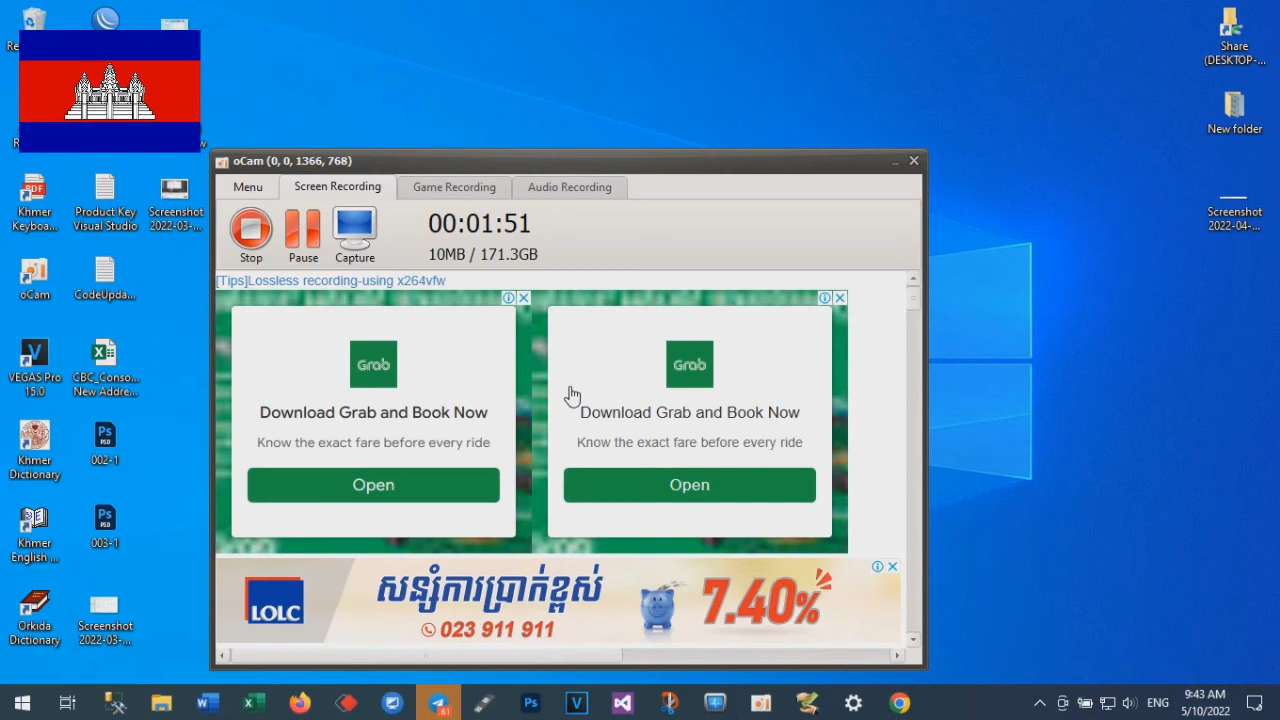 Share
(DESKTOP-...
New folder
Screenshot
2022-04-...
Khmer
Keyboa...
Product Key
Visual Studio
Screenshot
2022-03-...
oCam
CodeUpda...
VEGAS Pro
15.0
CBC_Conso...
New Addre...
Khmer
Dictionary
002-1
Khmer
English ...
003-1
Orkida
Dictionary
Screenshot
2022-03-...
oCam (0, 0, 1366, 768)
Menu
Screen Recording
Game Recording
Audio Recording
Stop
Pause
Capture
00:01:51
10MB / 171.3GB
[Tips]Lossless recording-using x264vfw
Grab
Download Grab and Book Now
Know the exact fare before every ride
Open
Grab
Download Grab and Book Now
Know the exact fare before every ride
Open
LOLC
សន្សំការប្រាក់ខ្ពស់
023 911 911
7.40%
61
ENG
9:43 AM
5/10/2022